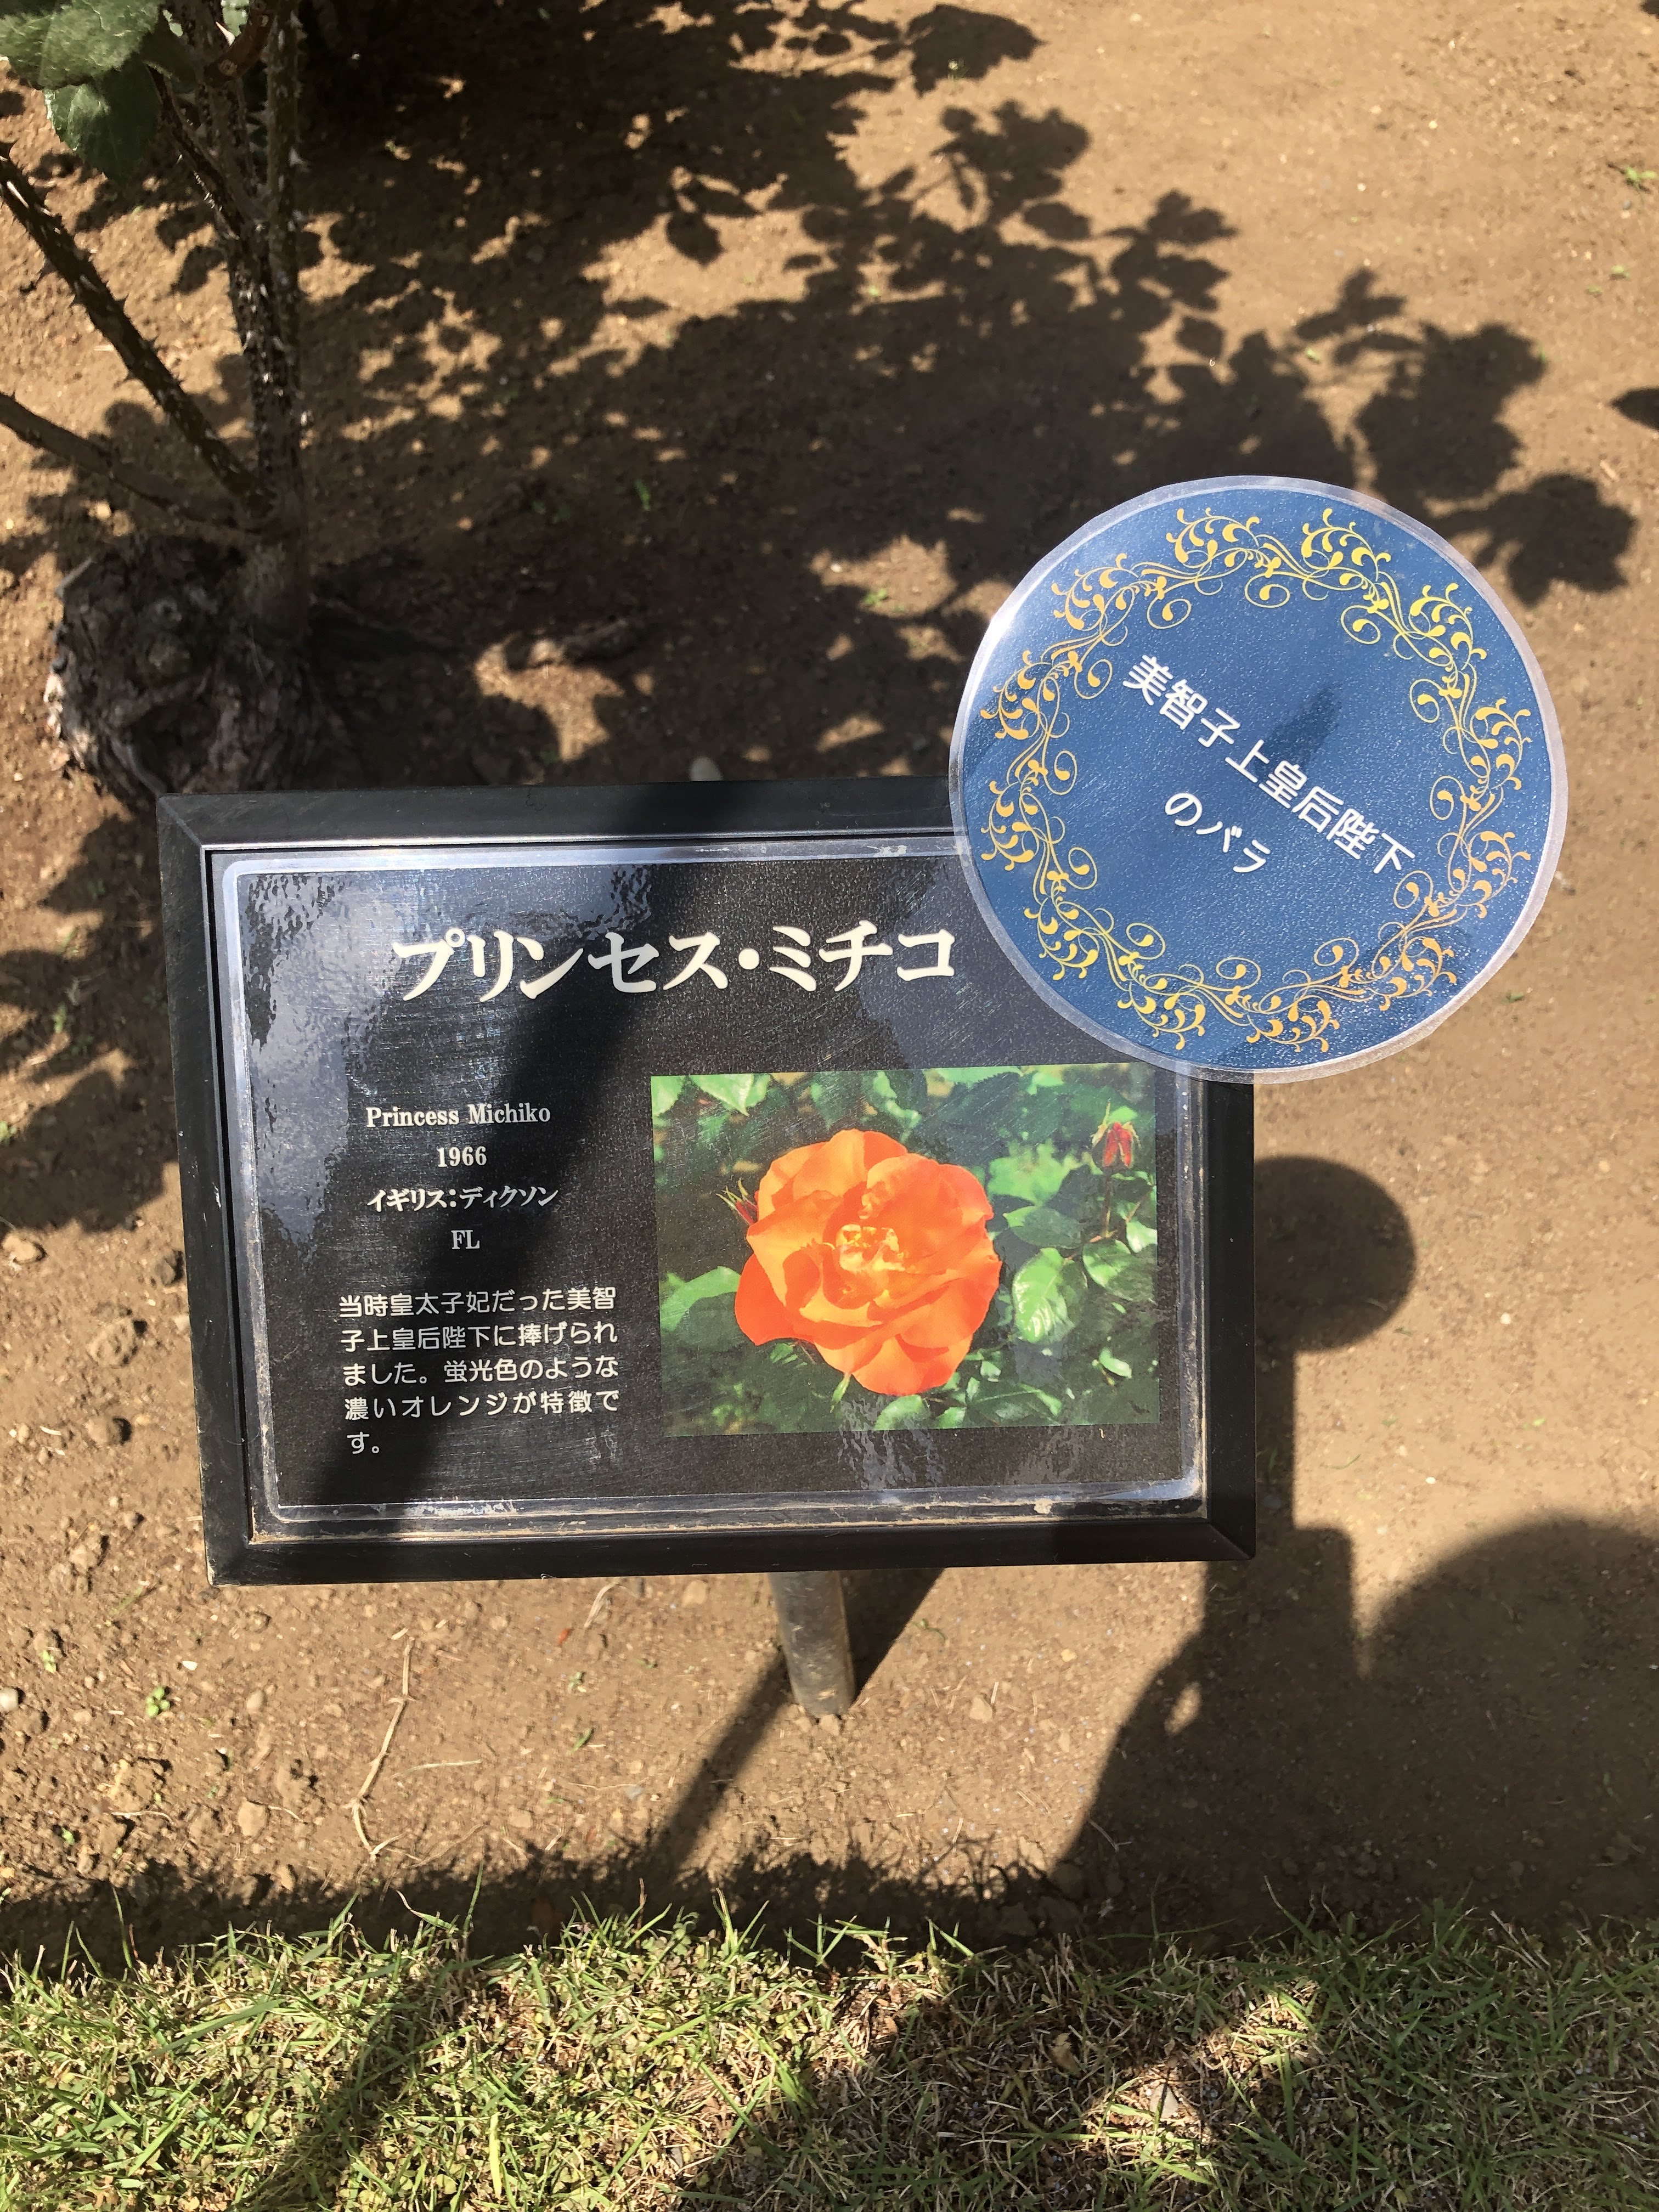 美智子上皇后陛下
のバラ
プリンセス・ミチコ
Princess Michiko
1966
イギリス：ディクソン
FL
当時皇太子妃だった美智
子上皇后陛下に捧げられ
ました。蛍光色のような
濃いオレンジが特徴で
す。